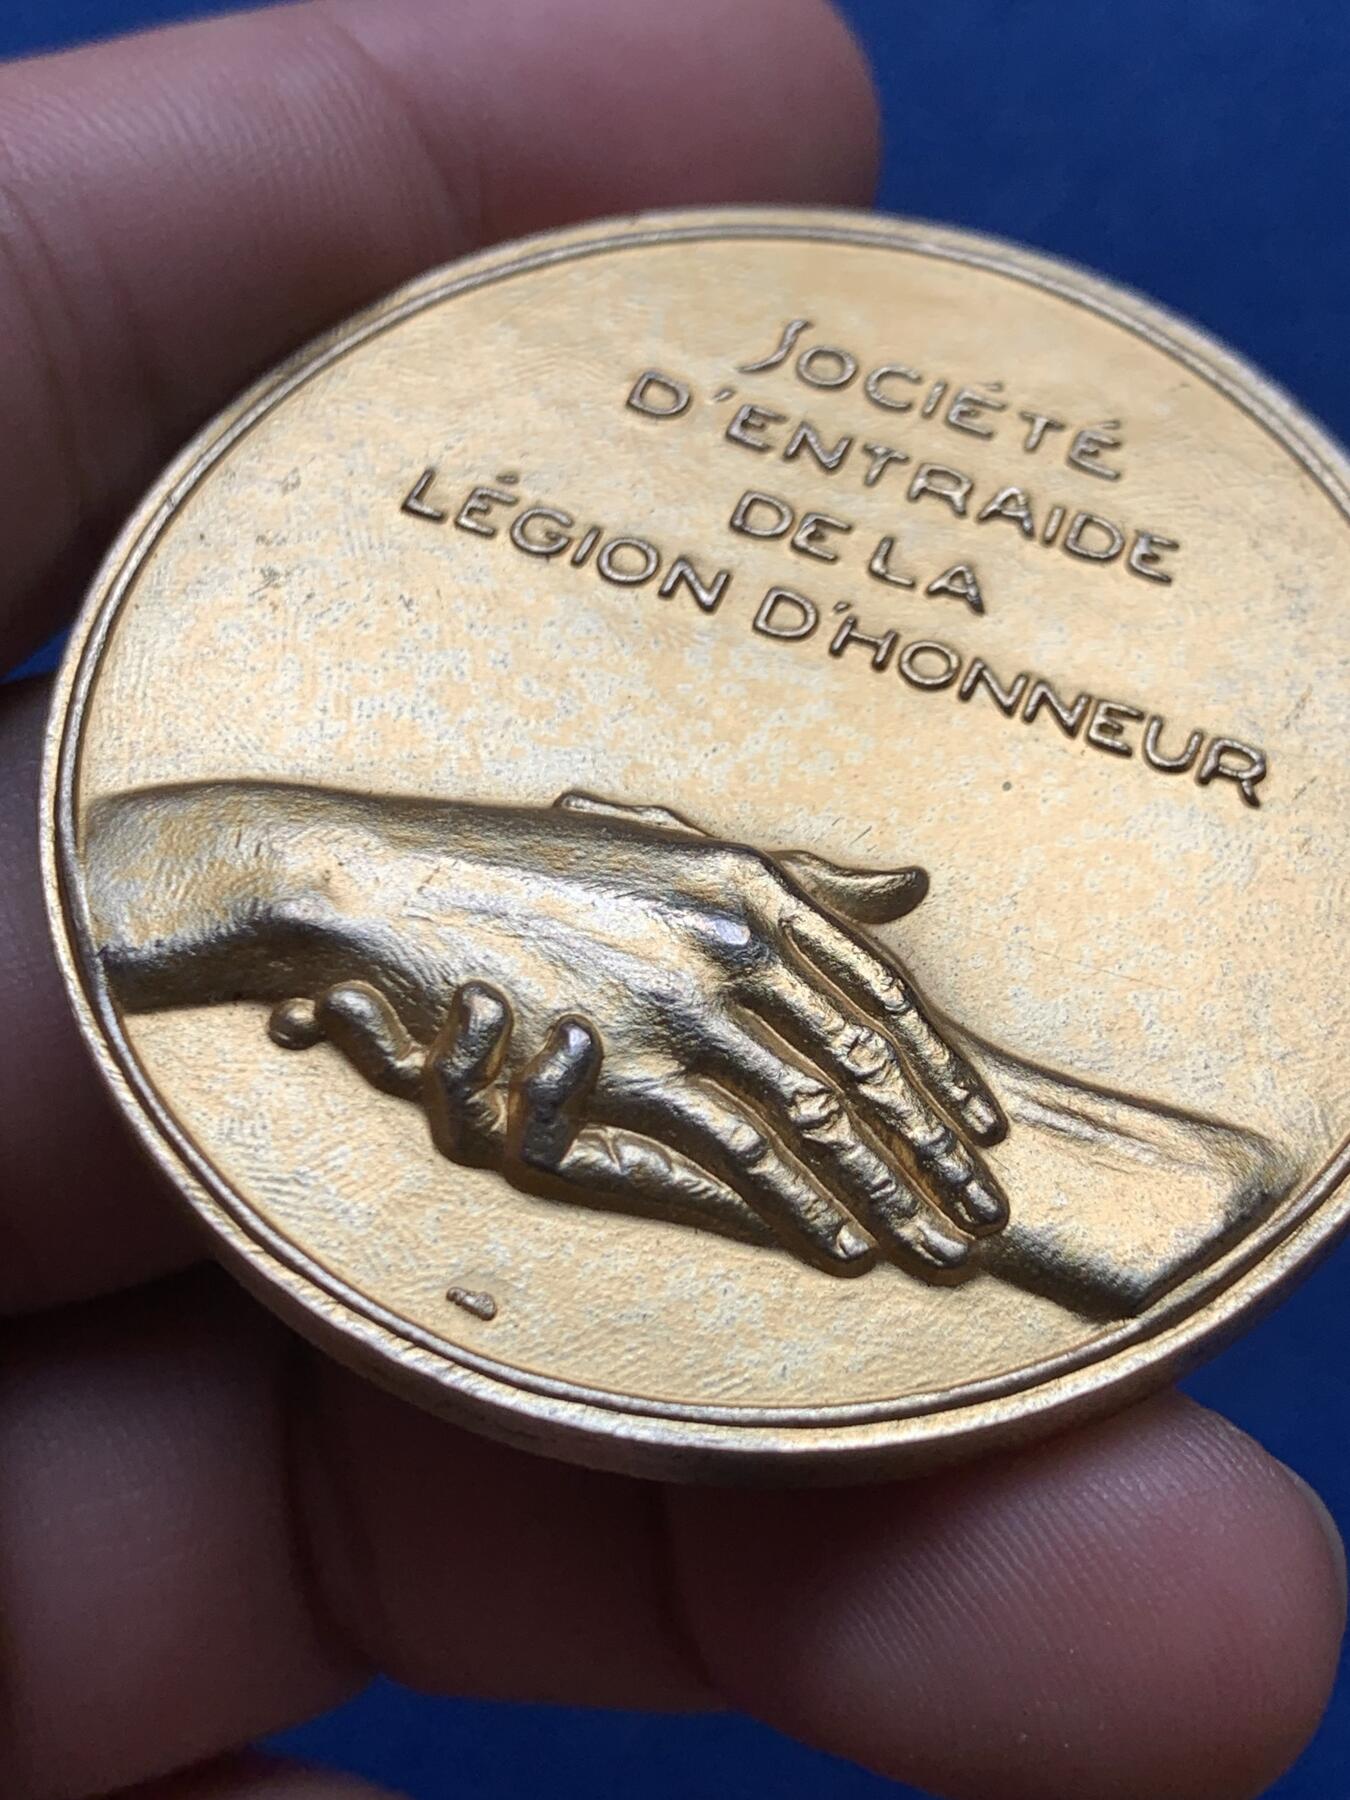 SOCIÉTÉ
D'ENTRAIDE
DE LA
LÉGION D'HONNEUR